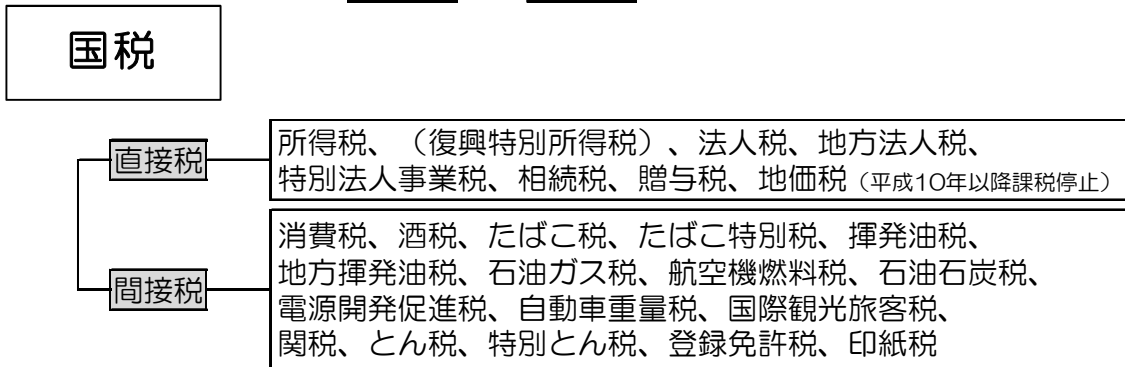 国税
直接税
所得税、（復興特別所得税）、法人税、地方法人税、
特別法人事業税、相続税、贈与税、地価税（平成10年以降課税停止）
間接税
消費税、酒税、たばこ税、たばこ特別税、揮発油税、
地方揮発油税、石油ガス税、航空機燃料税、石油石炭税、
電源開発促進税、自動車重量税、国際観光旅客税、
関税、とん税、特別とん税、登録免許税、印紙税